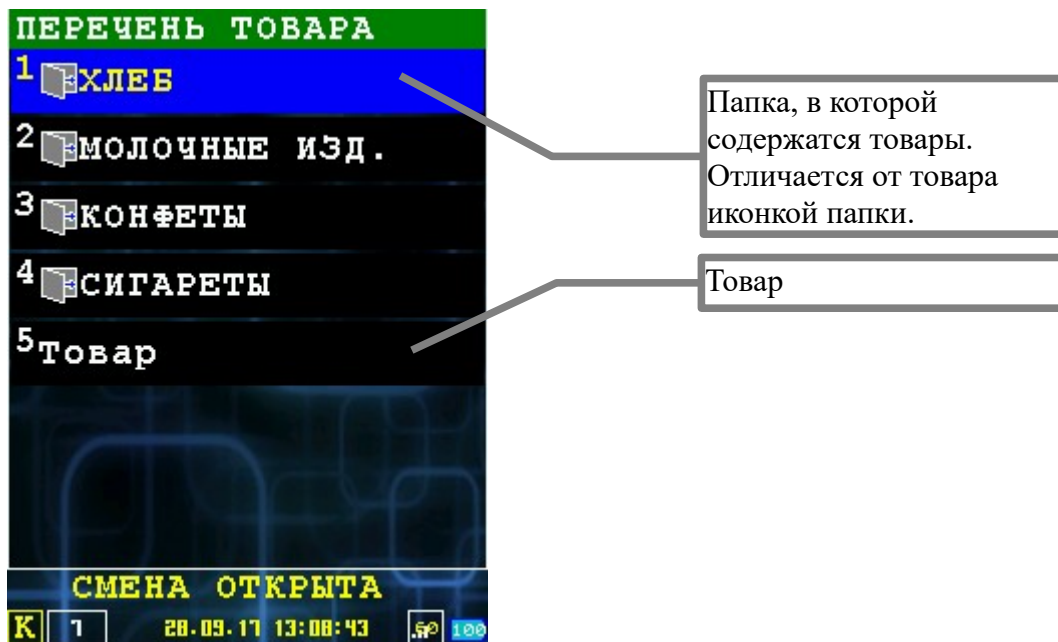 ПЕРЕЧЕНЬ ТОВАРА
1 ХЛЕБ
2 МОЛОЧНЫЕ ИЗД.
3 КОНФЕТЫ
4 СИГАРЕТЫ
5 Товар
СМЕНА ОТКРЫТА
К 1 28.09.17 13:08:43 100
Папка, в которой
содержатся товары.
Отличается от товара
иконкой папки.
Товар